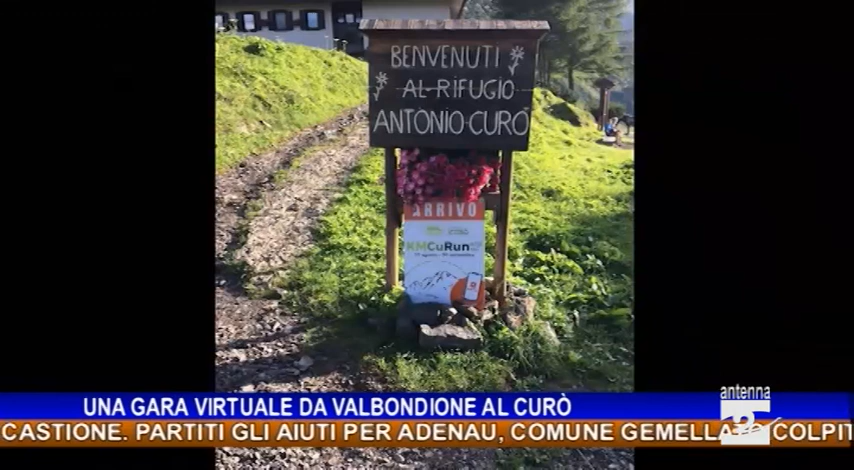 BENVENUTI
AL RIFUGIO
ANTONIO CURÒ
ARRIVO
KMCuRun
UNA GARA VIRTUALE DA VALBONDIONE AL CURÒ
antenna
2
CASTIONE. PARTITI GLI AIUTI PER ADENAU, COMUNE GEMELLA COLPIT